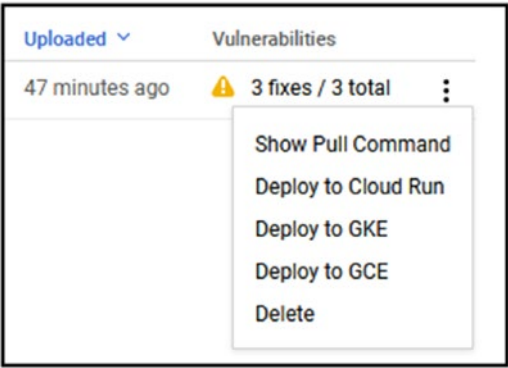 Uploaded Vulnerabilities
47 minutes ago 3 fixes / 3 total
Show Pull Command
Deploy to Cloud Run
Deploy to GKE
Deploy to GCE
Delete